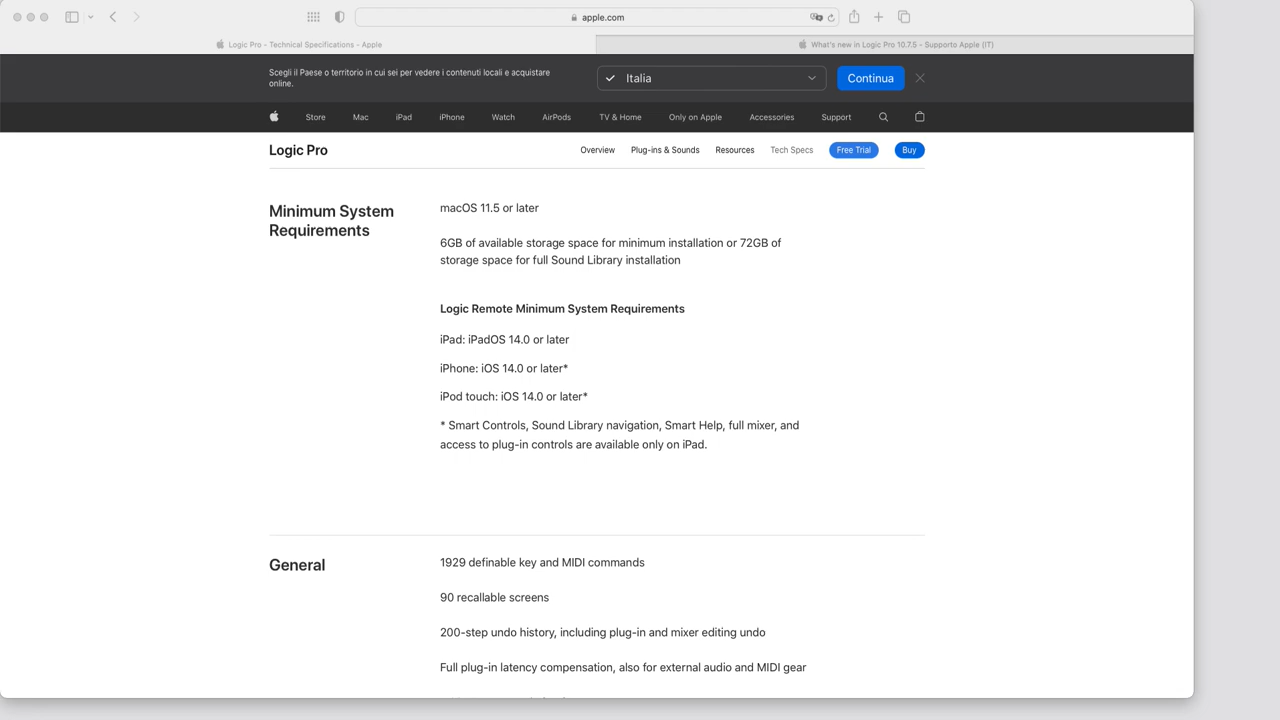 apple.com
Logic Pro - Technical Specifications - Apple
What's new in Logic Pro 10.7.5 - Supporto Apple (IT)
Scegli il Paese o territorio in cui sei per vedere i contenuti locali e acquistare
online.
Italia
Continua
Store Mac iPad iPhone Watch AirPods TV & Home Only on Apple Accessories Support
Logic Pro
Overview Plug-ins & Sounds Resources Tech Specs Free Trial Buy
Minimum System
Requirements
macOS 11.5 or later
6GB of available storage space for minimum installation or 72GB of
storage space for full Sound Library installation
Logic Remote Minimum System Requirements
iPad: iPadOS 14.0 or later
iPhone: iOS 14.0 or later*
iPod touch: iOS 14.0 or later*
* Smart Controls, Sound Library navigation, Smart Help, full mixer, and
access to plug-in controls are available only on iPad.
General
1929 definable key and MIDI commands
90 recallable screens
200-step undo history, including plug-in and mixer editing undo
Full plug-in latency compensation, also for external audio and MIDI gear